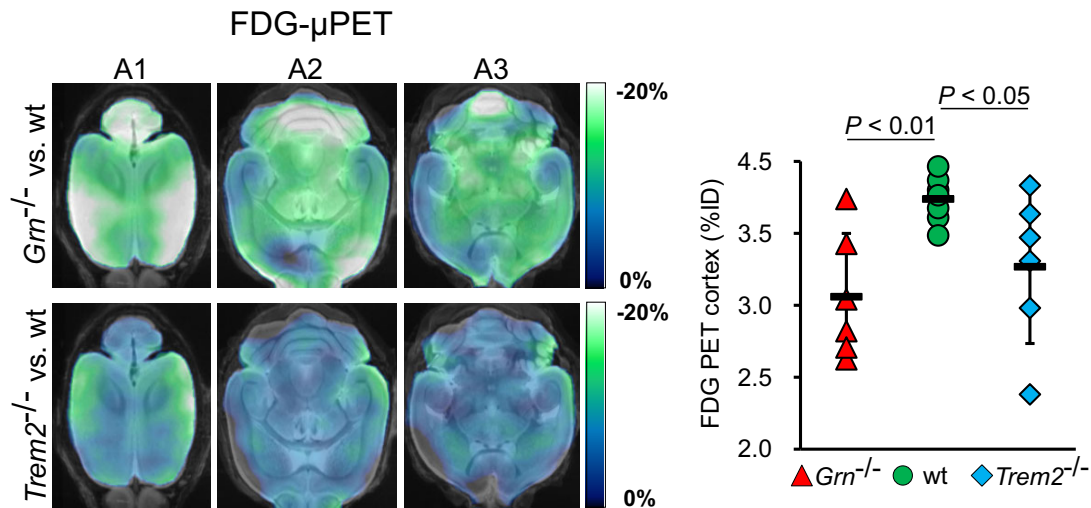 FDG-µPET
A1 A2 A3
Grn-/- vs. wt
-20%
0%
Trem2-/- vs. wt
-20%
0%
P < 0.05
P < 0.01
FDG PET cortex (%ID)
4.5
3.5
3.0
2.5
2.0
Grn-/- wt Trem2-/-